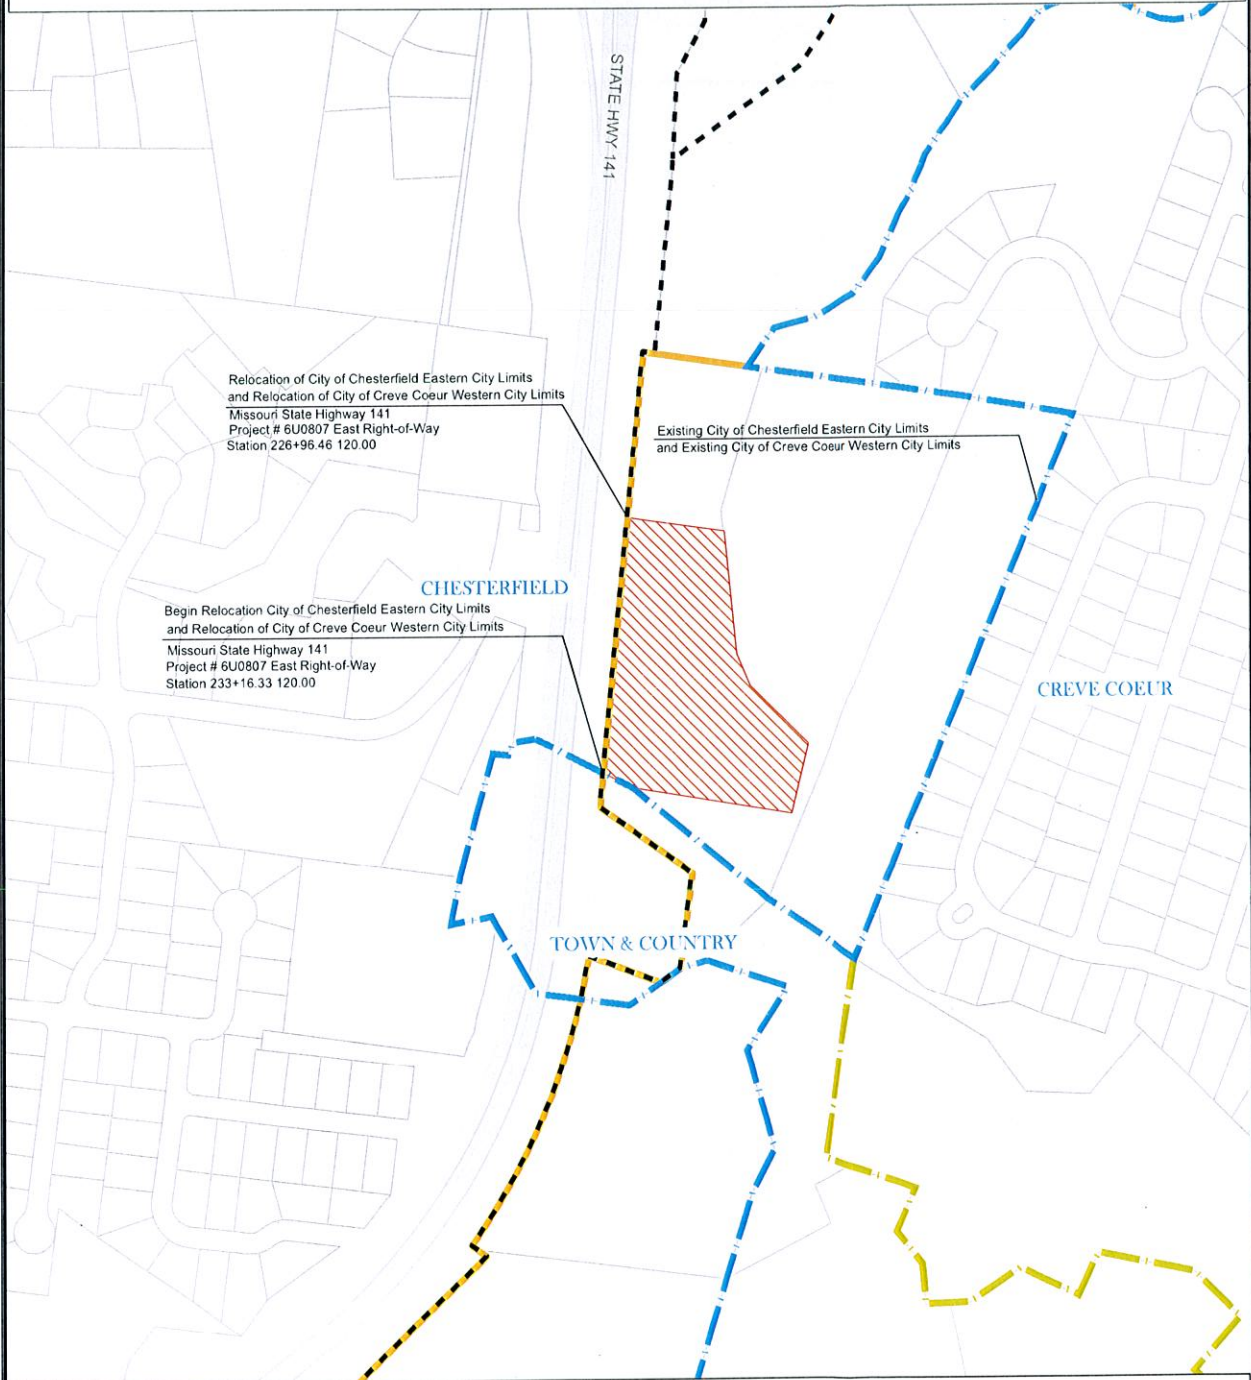 STATE HWY 141
Relocation of City of Chesterfield Eastern City Limits
and Relocation of City of Creve Coeur Western City Limits
Missouri State Highway 141
Project # 6U0807 East Right-of-Way
Station 226+96.46 120.00
Existing City of Chesterfield Eastern City Limits
and Existing City of Creve Coeur Western City Limits
CHESTERFIELD
Begin Relocation City of Chesterfield Eastern City Limits
and Relocation of City of Creve Coeur Western City Limits
Missouri State Highway 141
Project # 6U0807 East Right-of-Way
Station 233+16.33 120.00
CREVE COEUR
TOWN & COUNTRY